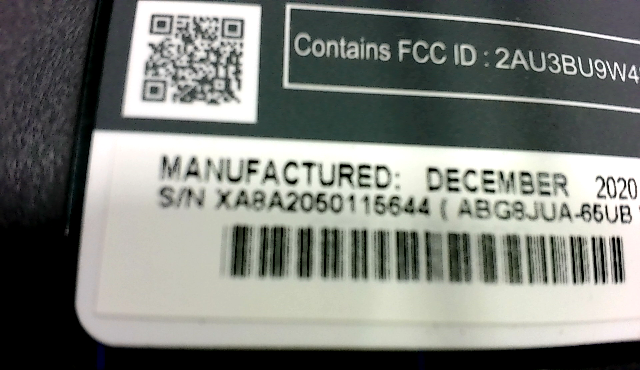 Contains FCC ID : 2AU3BU9W4
MANUFACTURED: DECEMBER 2020
S/N XA8A2050115644 ( ABG8JUA-65UB